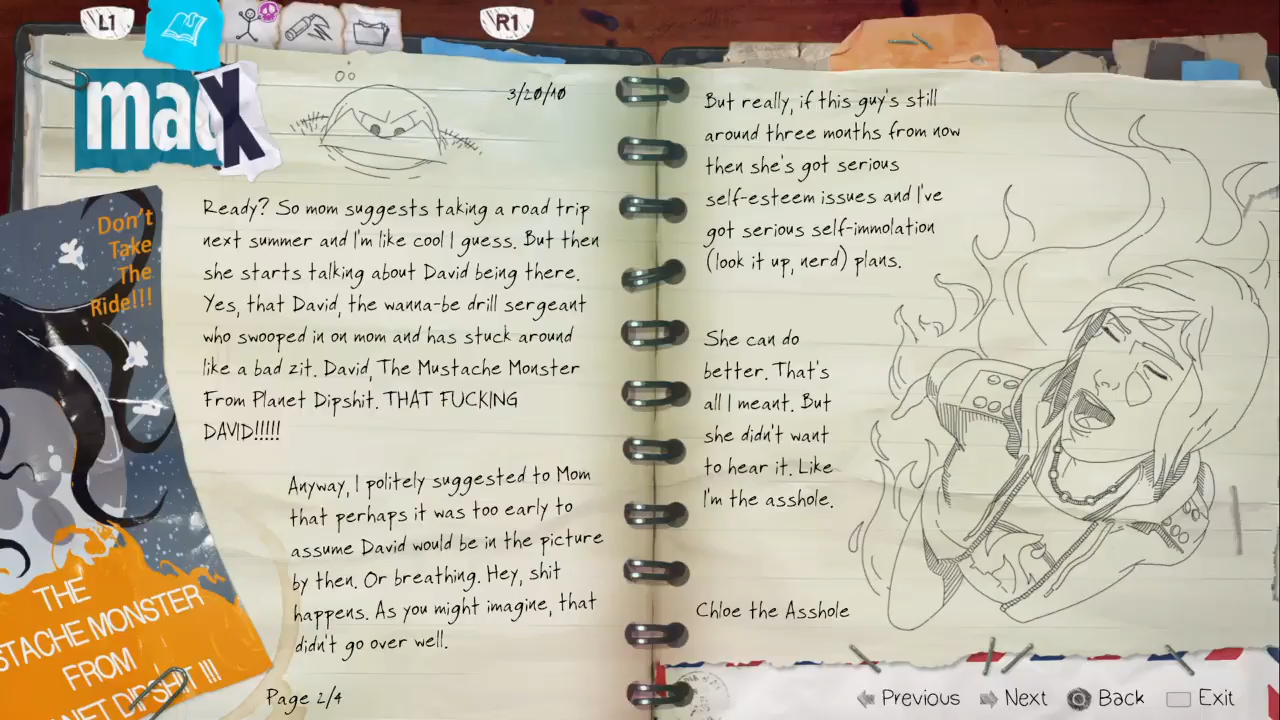 L1
R1
max
3/20/10
Don't
Take
The
Ride!!!
Ready? So mom suggests taking a road trip
next summer and I'm like cool I guess. But then
she starts talking about David being there.
Yes, that David, the wanna-be drill sergeant
who swooped in on mom and has stuck around
like a bad zit. David, The Mustache Monster
From Planet Dipshit. THAT FUCKING
DAVID!!!!!
Anyway, I politely suggested to Mom
that perhaps it was too early to
assume David would be in the picture
by then. Or breathing. Hey, shit
happens. As you might imagine, that
didn't go over well.
THE
STACHE MONSTER
FROM
NET DIPSHIT !!!
Page 2/4
But really, if this guy's still
around three months from now
then she's got serious
self-esteem issues and I've
got serious self-immolation
(look it up, nerd) plans.
She can do
better. That's
all I meant. But
she didn't want
to hear it. Like
I'm the asshole.
Chloe the Asshole
Previous Next Back Exit